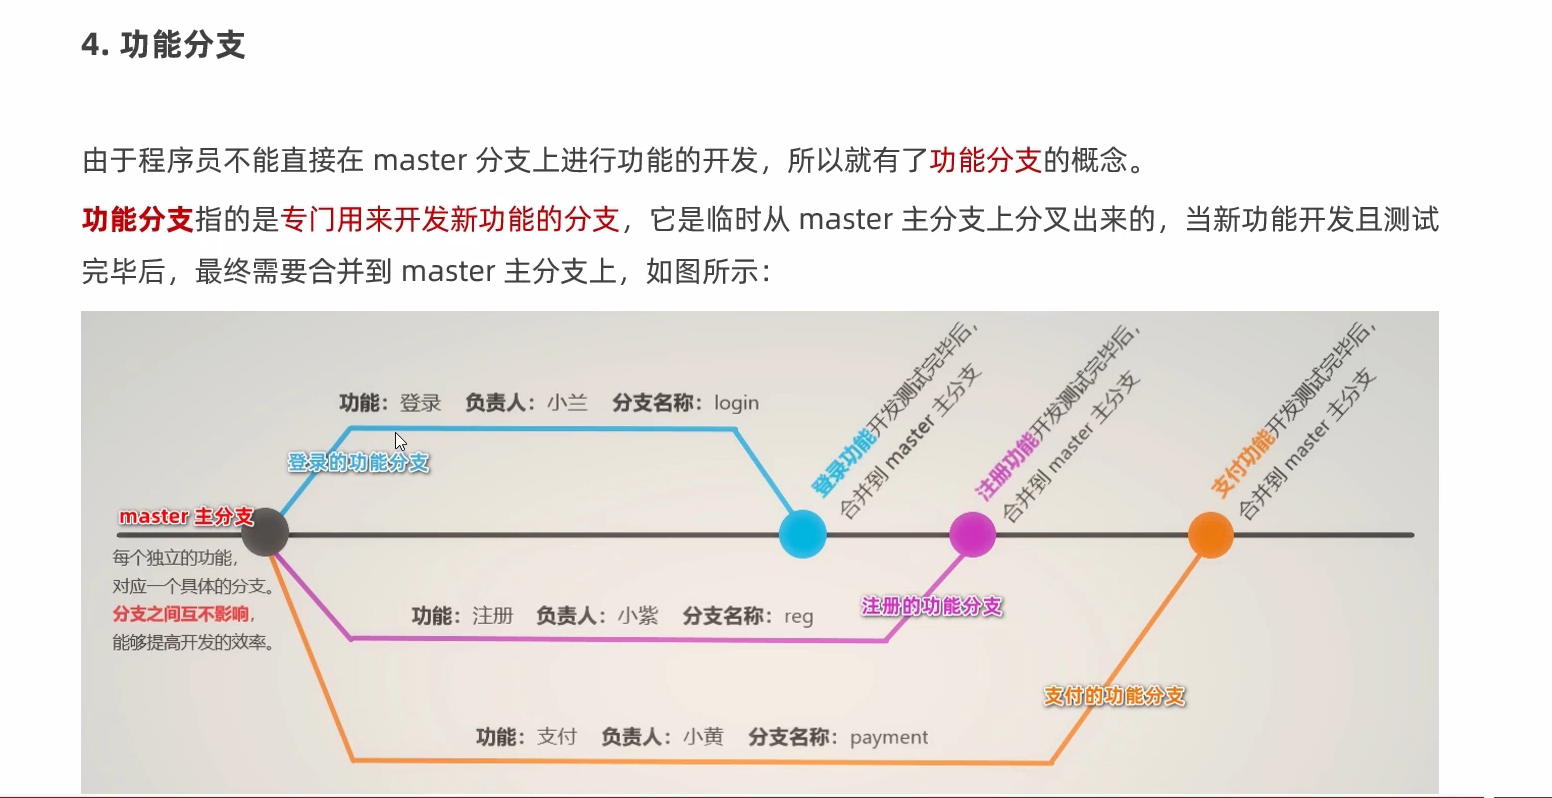 4. 功能分支
由于程序员不能直接在 master 分支上进行功能的开发，所以就有了功能分支的概念。
功能分支指的是专门用来开发新功能的分支，它是临时从 master 主分支上分叉出来的，当新功能开发且测试
完毕后，最终需要合并到 master 主分支上，如图所示：
功能：登录 负责人：小兰 分支名称：login
登录的功能分支
登录功能开发测试完毕后，
合并到 master 主分支
注册功能开发测试完毕后，
合并到 master 主分支
支付功能开发测试完毕后，
合并到 master 主分支
master 主分支
每个独立的功能，
对应一个具体的分支。
分支之间互不影响，
能够提高开发的效率。
功能：注册 负责人：小紫 分支名称：reg
注册的功能分支
支付的功能分支
功能：支付 负责人：小黄 分支名称：payment